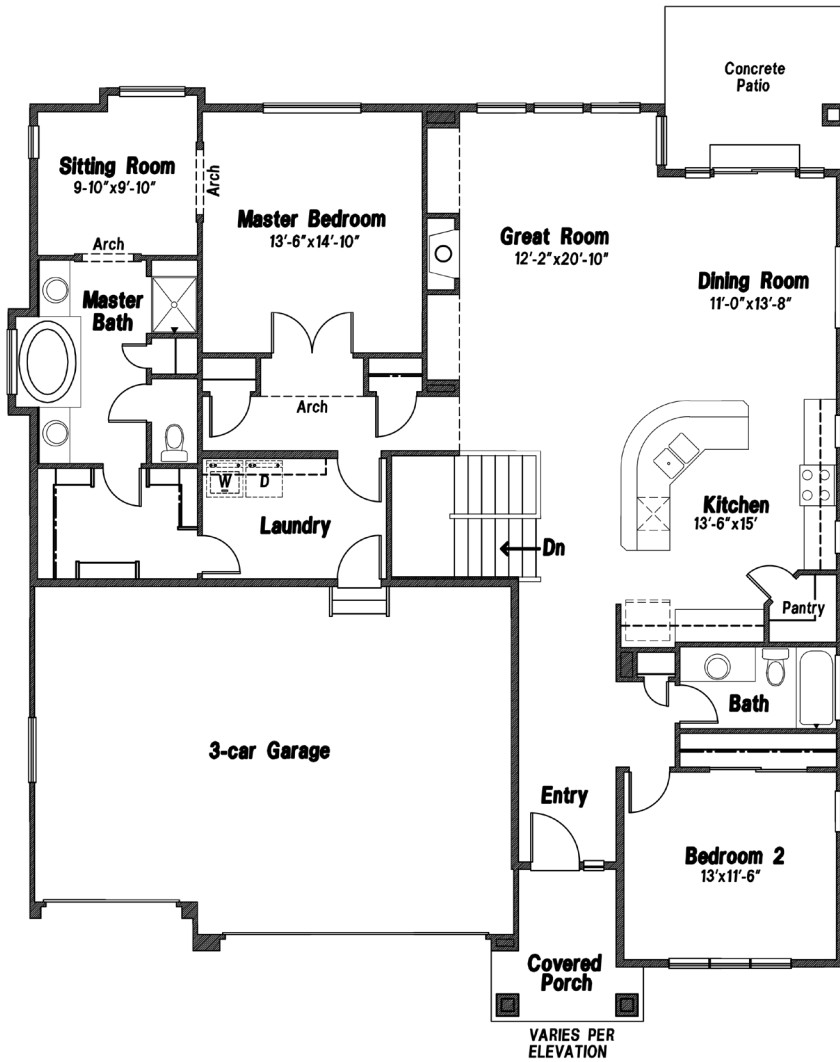 Concrete
Patio
Sitting Room
9'-10"x9'-10"
Arch
Master Bedroom
13'-6"x14'-10"
Great Room
12'-2"x20'-10"
Arch
Dining Room
11'-0"x13'-8"
Master
Bath
Arch
W
D
Laundry
Kitchen
13'-6"x15'
Dn
Pantry
Bath
3-car Garage
Entry
Bedroom 2
13'x11'-6"
Covered
Porch
VARIES PER
ELEVATION